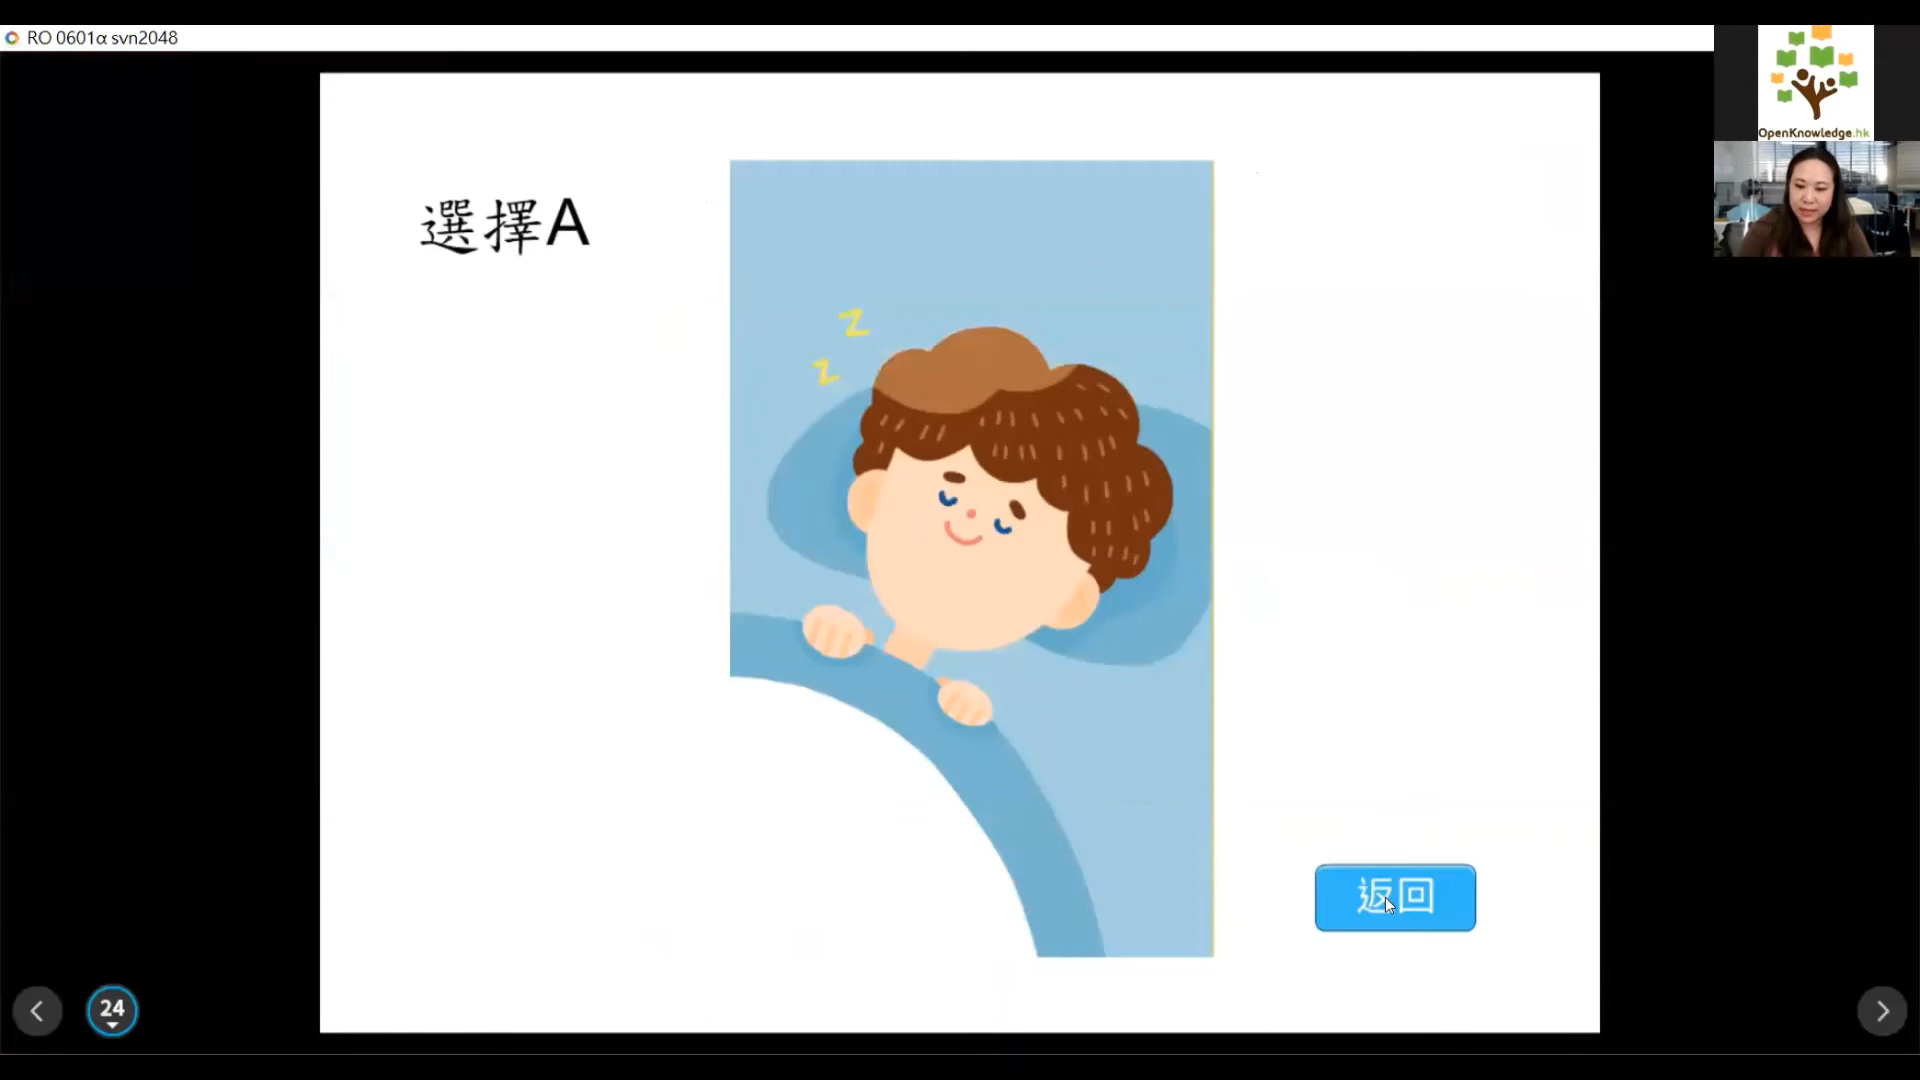 RO 0601α svn2048
OpenKnowledge.hk
選擇A
z
z
返回
24